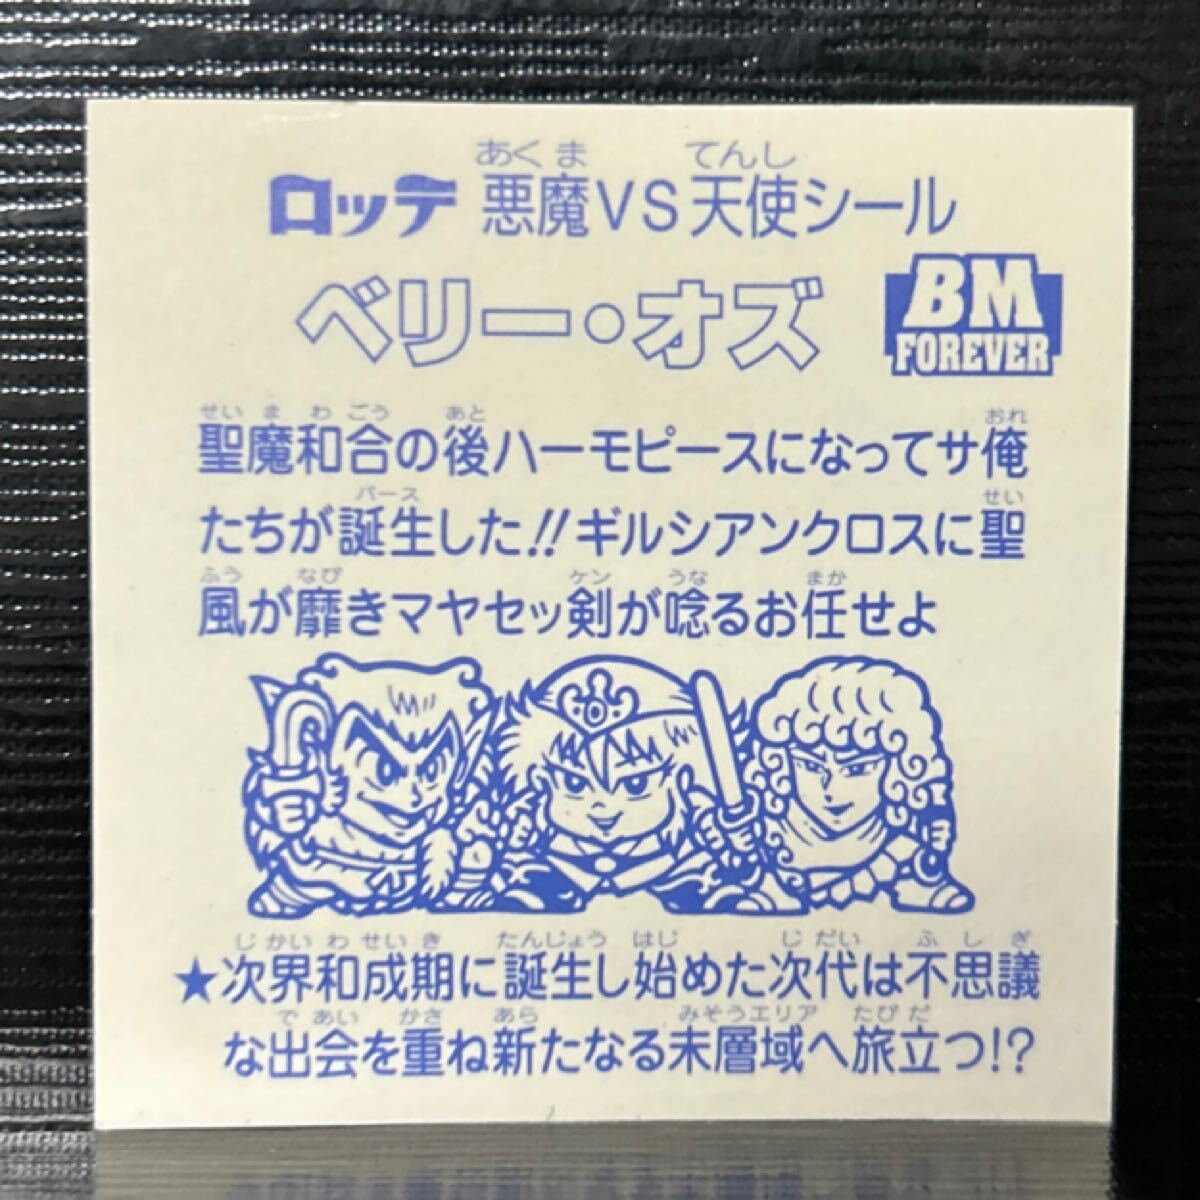 ロッテ 悪魔VS天使シール
あくま てんし
ベリー・オズ
BM
FOREVER
せいまわごう あと おれ
聖魔和合の後ハーモピースになってサ俺
バース せい
たちが誕生した!!ギルシアンクロスに聖
ふう なび ケン うな まか
風が靡きマヤセッ剣が唸るお任せよ
じかいわせいき たんじょう はじ じだい ふしぎ
★次界和成期に誕生し始めた次代は不思議
であい かさ あら みそうエリア たびだ
な出会を重ね新たなる未層域へ旅立つ!?